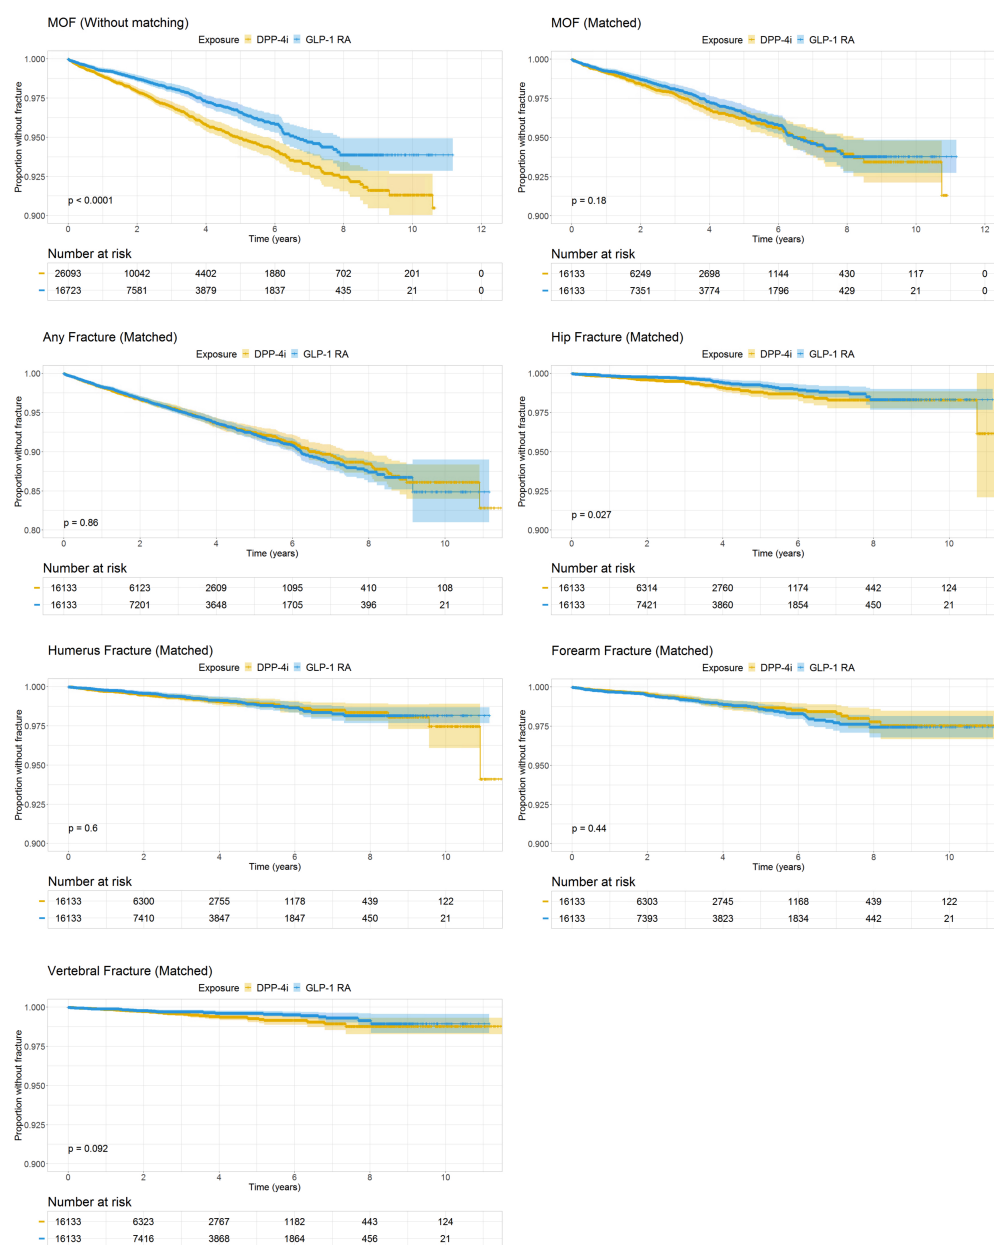 MOF (Without matching)
Exposure DPP-4i GLP-1 RA
Proportion without fracture
1.000
0.975
0.950
0.925
0.900
p < 0.0001
0 2 4 6 8 10 12
Time (years)
Number at risk
26093 10042 4402 1880 702 201 0
16723 7581 3879 1837 435 21 0
MOF (Matched)
Exposure DPP-4i GLP-1 RA
Proportion without fracture
1.000
0.975
0.950
0.925
0.900
p = 0.18
0 2 4 6 8 10 12
Time (years)
Number at risk
16133 6249 2698 1144 430 117 0
16133 7351 3774 1796 429 21 0
Any Fracture (Matched)
Exposure DPP-4i GLP-1 RA
Proportion without fracture
1.00
0.95
0.90
0.85
0.80
p = 0.86
0 2 4 6 8 10
Time (years)
Number at risk
16133 6123 2609 1095 410 108
16133 7201 3648 1705 396 21
Hip Fracture (Matched)
Exposure DPP-4i GLP-1 RA
Proportion without fracture
1.000
0.975
0.950
0.925
0.900
p = 0.027
0 2 4 6 8 10
Time (years)
Number at risk
16133 6314 2760 1174 442 124
16133 7421 3860 1854 450 21
Humerus Fracture (Matched)
Exposure DPP-4i GLP-1 RA
Proportion without fracture
1.000
0.975
0.950
0.925
0.900
p = 0.6
0 2 4 6 8 10
Time (years)
Number at risk
16133 6300 2755 1178 439 122
16133 7410 3847 1847 450 21
Forearm Fracture (Matched)
Exposure DPP-4i GLP-1 RA
Proportion without fracture
1.000
0.975
0.950
0.925
0.900
p = 0.44
0 2 4 6 8 10
Time (years)
Number at risk
16133 6303 2745 1168 439 122
16133 7393 3823 1834 442 21
Vertebral Fracture (Matched)
Exposure DPP-4i GLP-1 RA
Proportion without fracture
1.000
0.975
0.950
0.925
0.900
p = 0.092
0 2 4 6 8 10
Time (years)
Number at risk
16133 6323 2767 1182 443 124
16133 7416 3868 1864 456 21